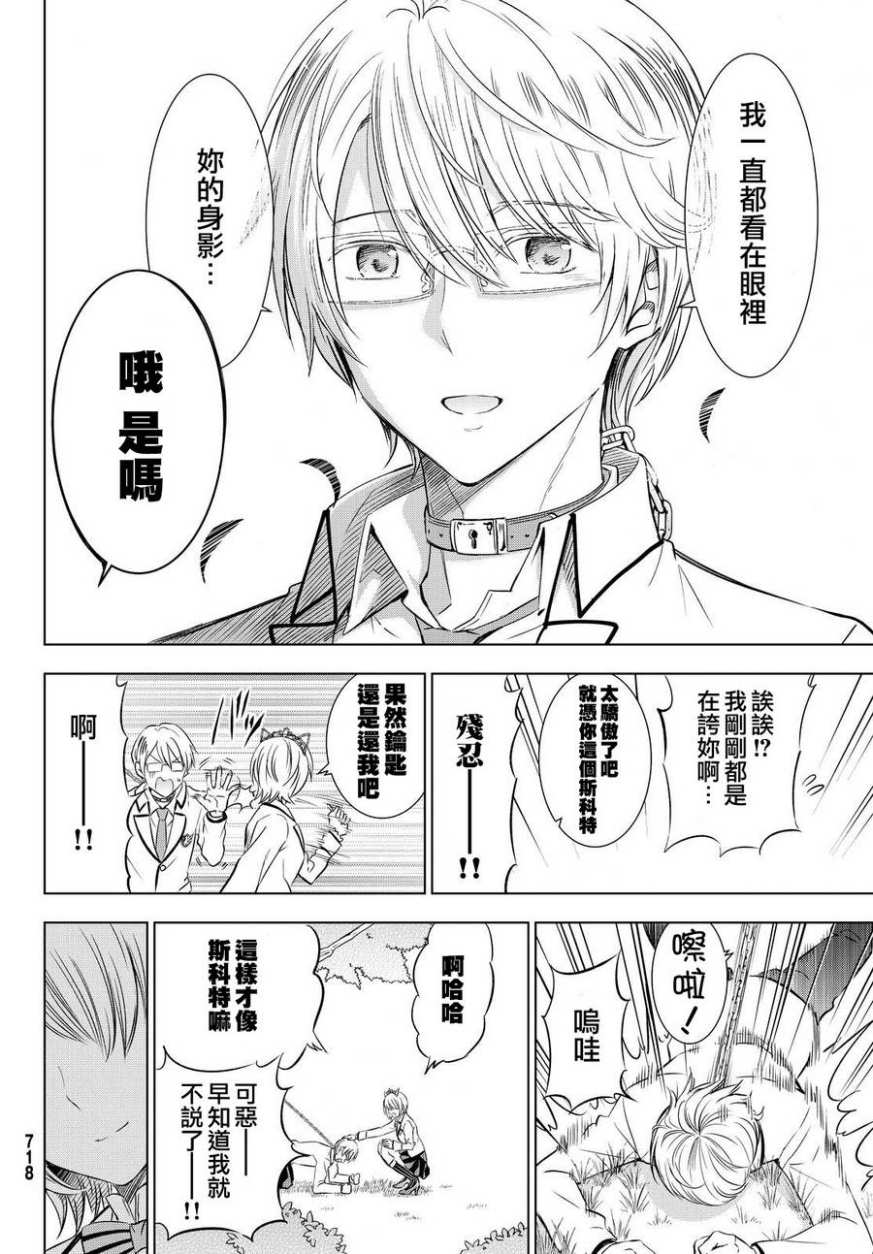 我一直都看在眼裡
妳的身影…
哦 是
嗎
誒誒!?
我剛剛都是
在誇妳啊…
太驕傲了吧
就憑你這個斯科特
殘忍——!!
果然鑰匙
還是還我吧
啊——!!
嚓啦!
嗚哇
啊哈哈
這樣才像
斯科特嘛
可惡——
早知道我就
不説了——!!
718